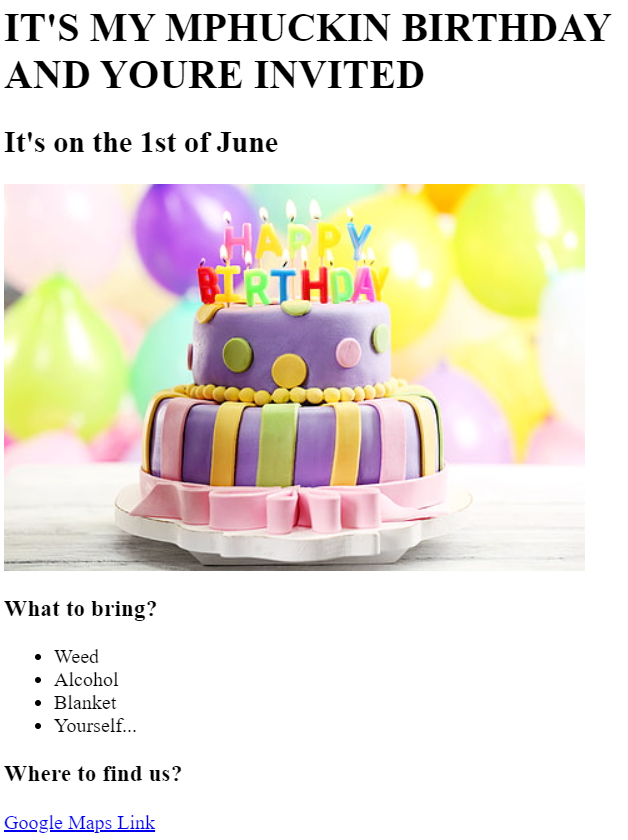 IT'S MY MPHUCKIN BIRTHDAY
AND YOURE INVITED
It's on the 1st of June
HAPPY
BIRTHDAY
What to bring?
Weed
Alcohol
Blanket
Yourself...
Where to find us?
Google Maps Link